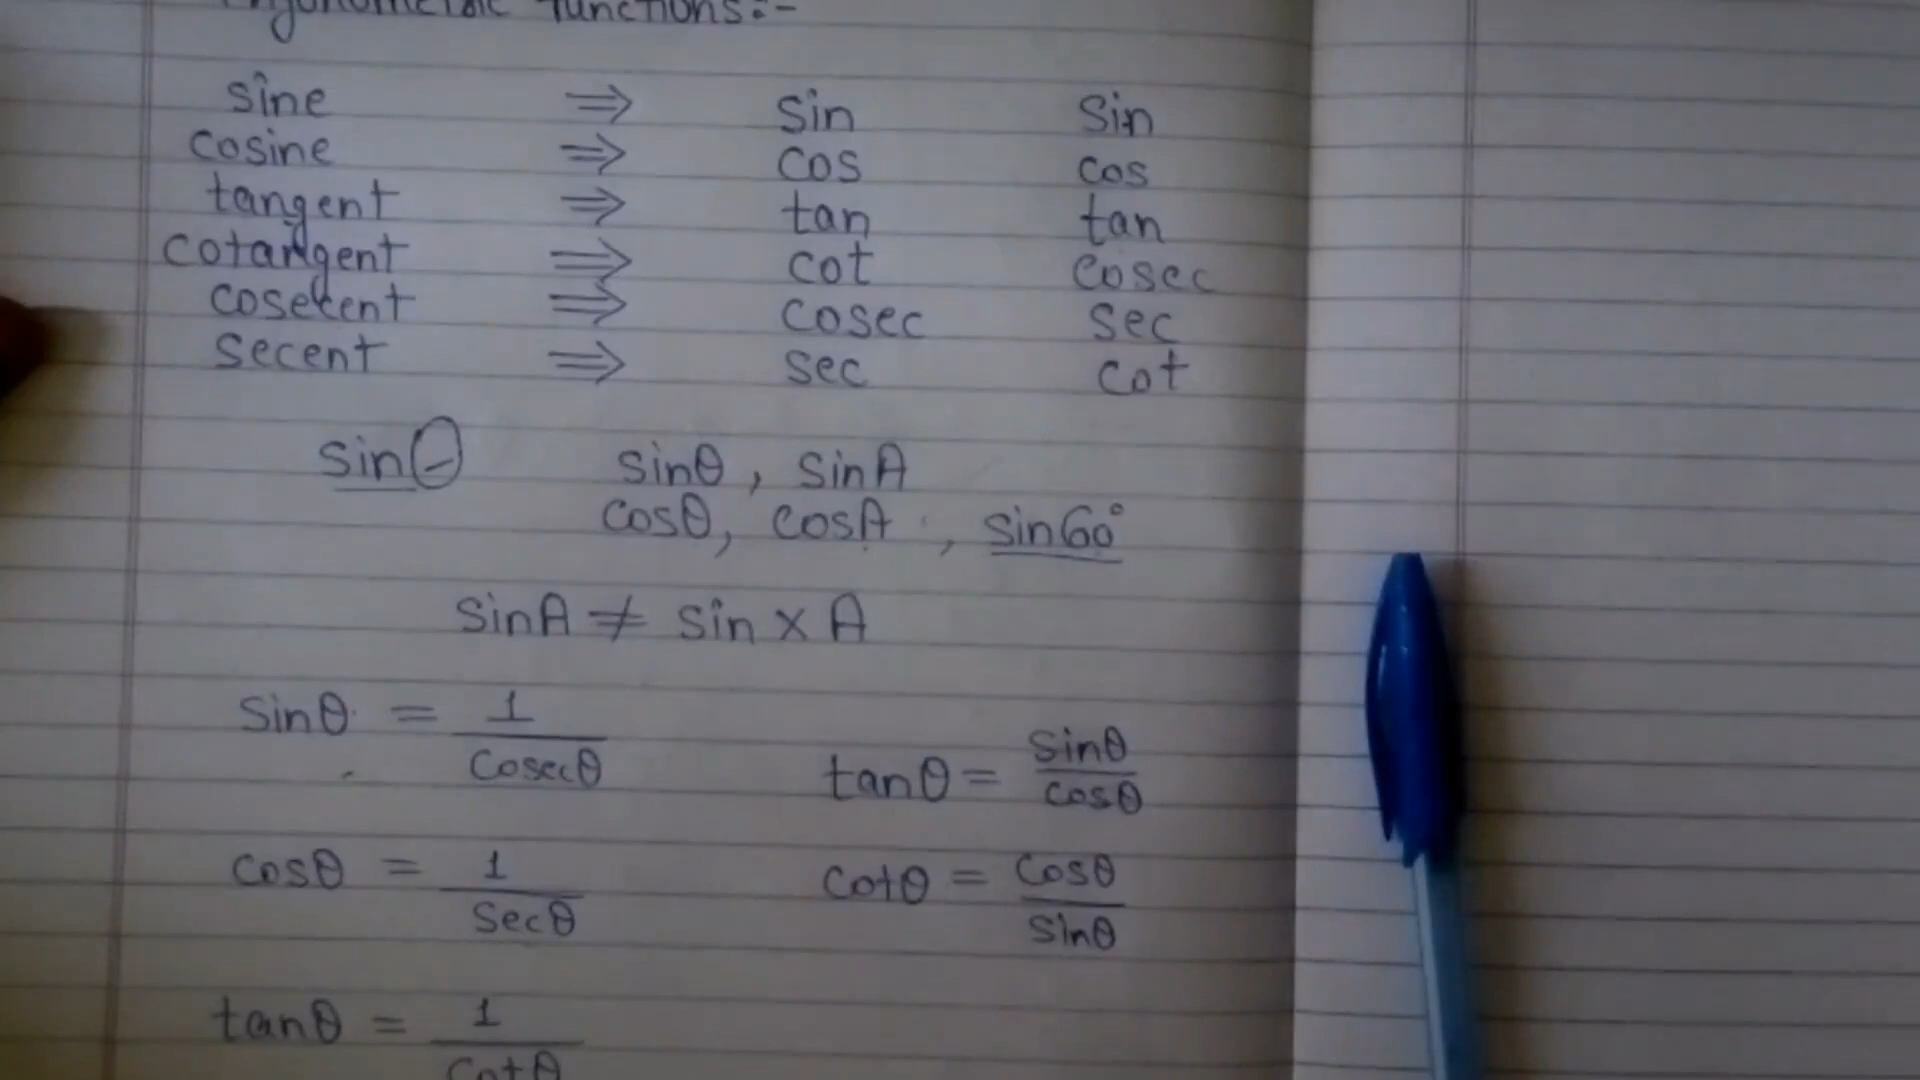 Trigonometric functions:-
sine ⇒ sin sin
cosine ⇒ cos cos
tangent ⇒ tan tan
cotangent ⇒ cot cosec
cosecent ⇒ cosec sec
secent ⇒ sec cot
sinθ sinθ, sinA
cosθ, cosA, sin60°
sinA ≠ sin × A
sinθ = 1/cosecθ tanθ = sinθ/cosθ
cosθ = 1/secθ cotθ = cosθ/sinθ
tanθ = 1/cotθ